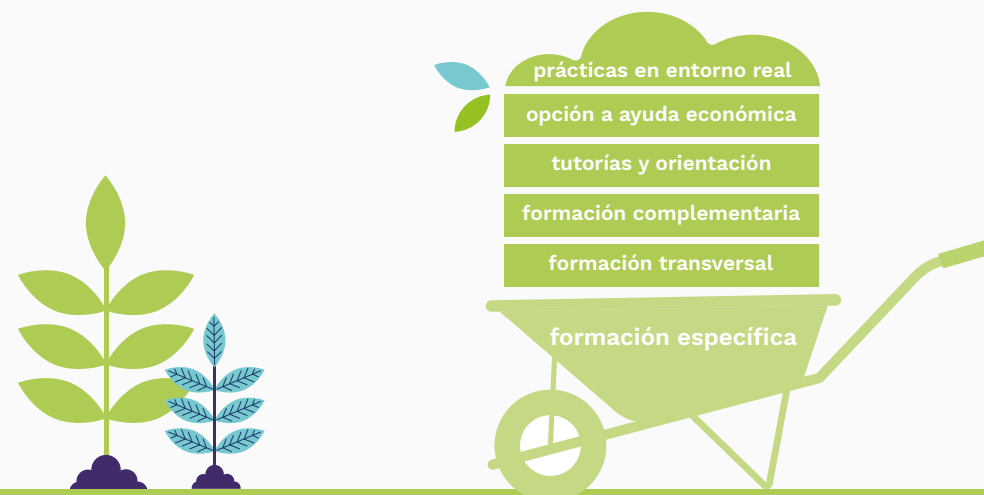 prácticas en entorno real
opción a ayuda económica
tutorías y orientación
formación complementaria
formación transversal
formación específica